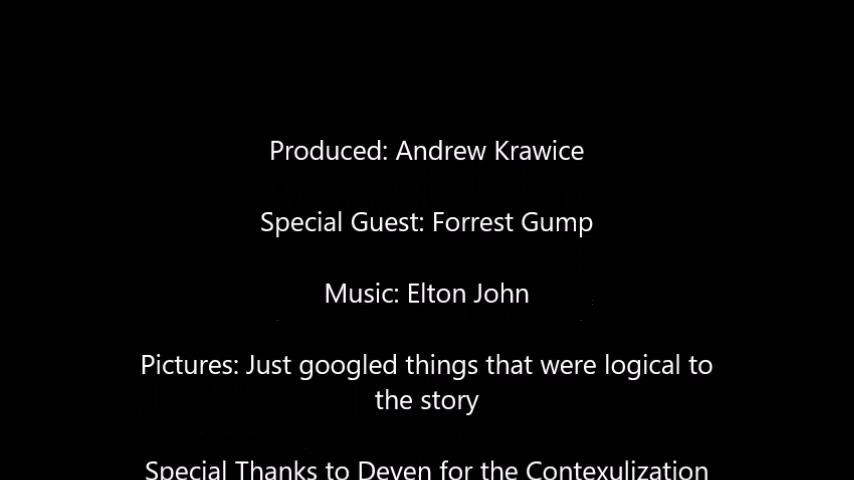 Produced: Andrew Krawice
Special Guest: Forrest Gump
Music: Elton John
Pictures: Just googled things that were logical to
the story
Special Thanks to Deven for the Contexulization